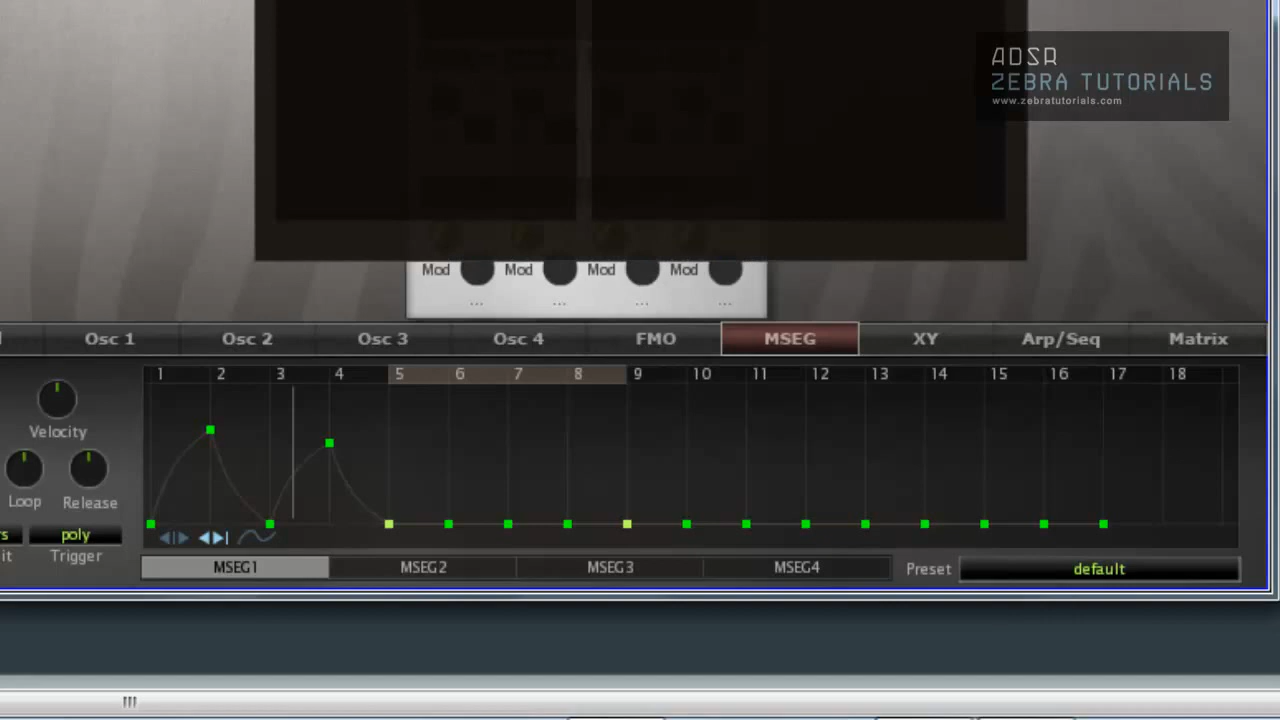 ADSR
ZEBRA TUTORIALS
www.zebratutorials.com
Mod Mod Mod Mod
... ... ... ...
Osc 1 Osc 2 Osc 3 Osc 4 FMO MSEG XY Arp/Seq Matrix
1 2 3 4 5 6 7 8 9 10 11 12 13 14 15 16 17 18
Velocity
Loop Release
s poly
it Trigger
MSEG1 MSEG2 MSEG3 MSEG4 Preset default